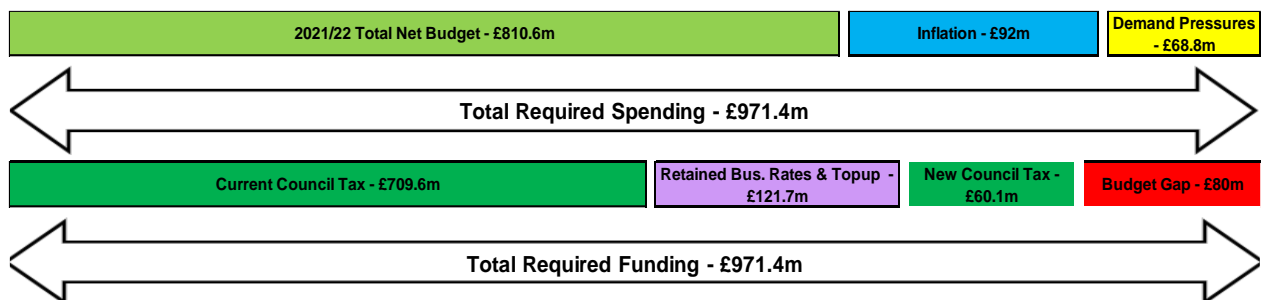 2021/22 Total Net Budget - £810.6m
Inflation - £92m
Demand Pressures
- £68.8m
Total Required Spending - £971.4m
Current Council Tax - £709.6m
Retained Bus. Rates & Topup -
£121.7m
New Council Tax -
£60.1m
Budget Gap - £80m
Total Required Funding - £971.4m